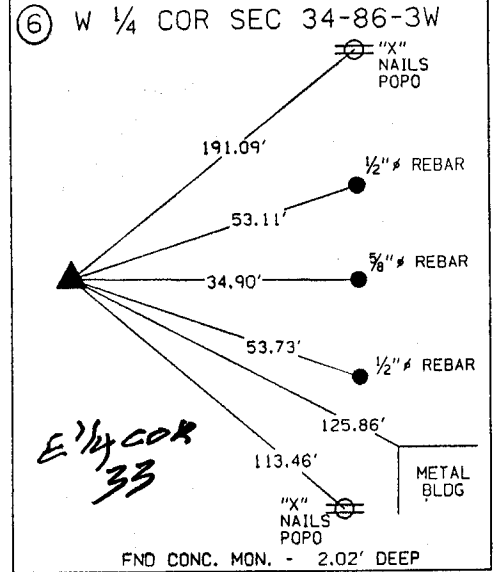 6 W 1/4 COR SEC 34-86-3W
"X"
NAILS
POPO
191.09'
1/2"ø REBAR
53.11'
5/8"ø REBAR
34.90'
53.73'
1/2"ø REBAR
125.86'
E 1/4 COR
33
113.46'
METAL
BLDG
"X"
NAILS
POPO
FND CONC. MON. - 2.02' DEEP